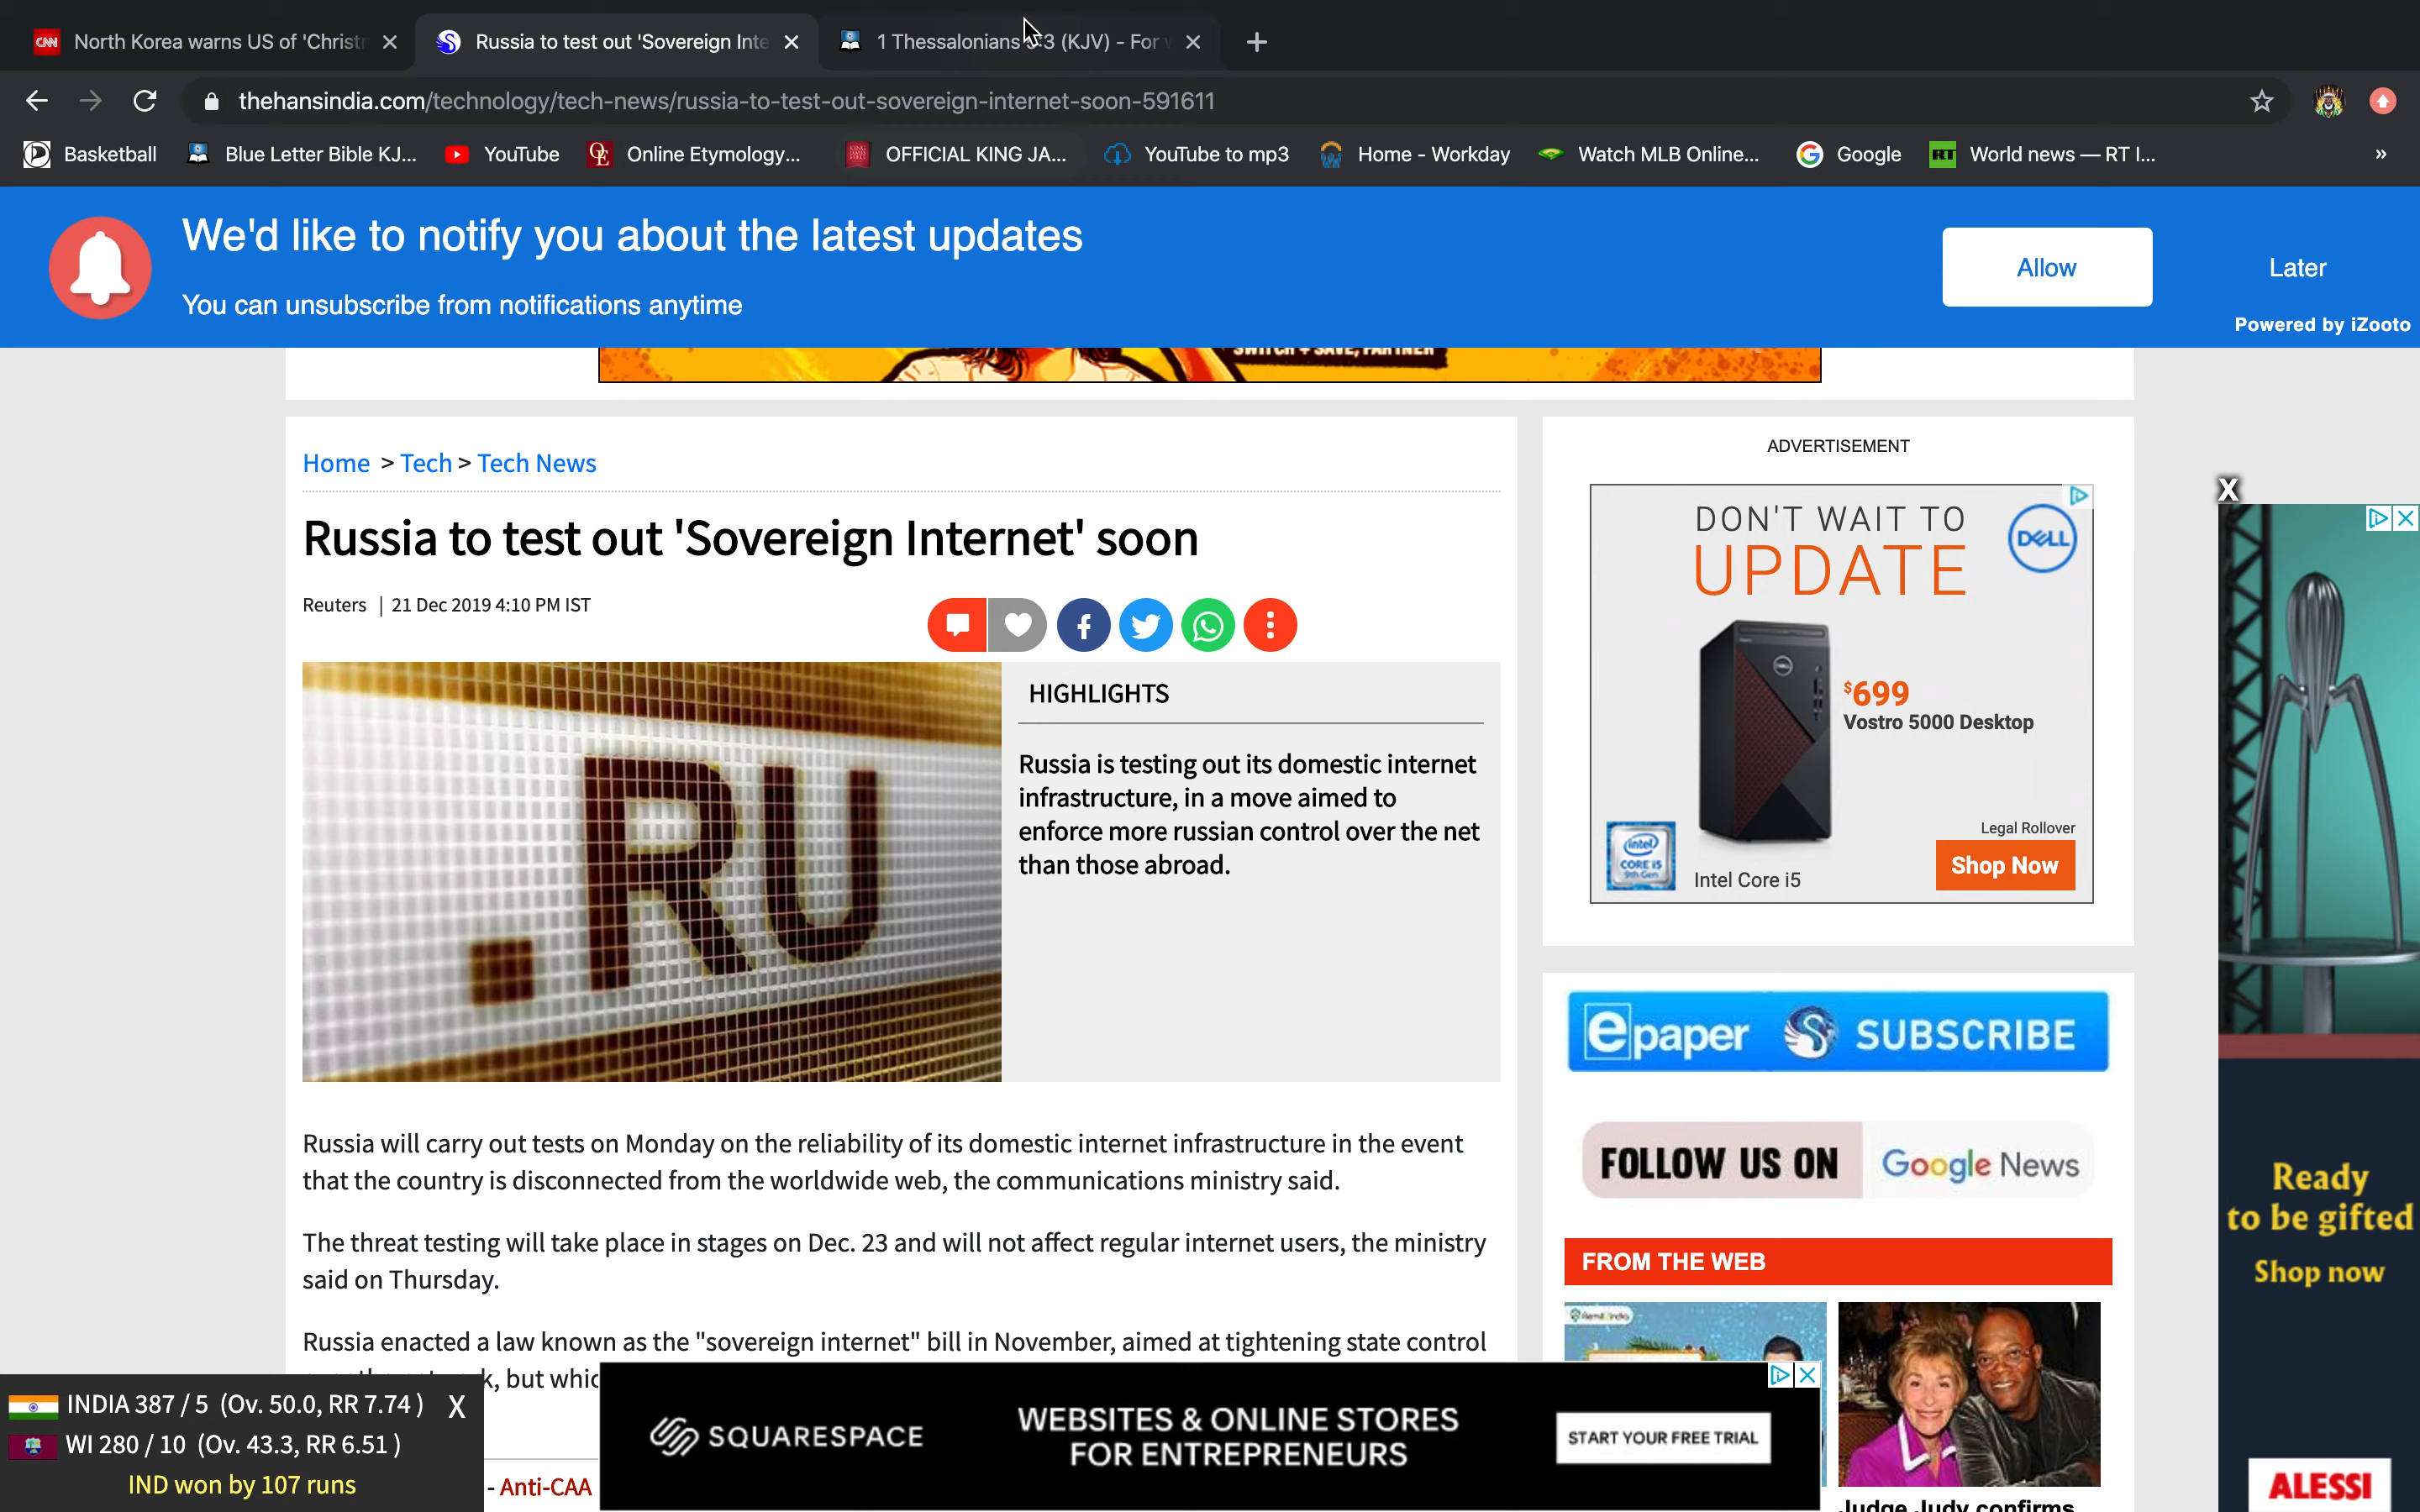 North Korea warns US of 'Christ
Russia to test out 'Sovereign Inte
1 Thessalonians 5:3 (KJV) - For w
thehansindia.com/technology/tech-news/russia-to-test-out-sovereign-internet-soon-591611
Basketball
Blue Letter Bible KJ...
YouTube
Online Etymology...
OFFICIAL KING JA...
YouTube to mp3
Home - Workday
Watch MLB Online...
Google
World news — RT I...
»
We'd like to notify you about the latest updates
You can unsubscribe from notifications anytime
Allow
Later
Powered by iZooto
SWITCH + SAVE, PARTNER
Home > Tech > Tech News
Russia to test out 'Sovereign Internet' soon
Reuters | 21 Dec 2019 4:10 PM IST
.RU
HIGHLIGHTS
Russia is testing out its domestic internet
infrastructure, in a move aimed to
enforce more russian control over the net
than those abroad.
Russia will carry out tests on Monday on the reliability of its domestic internet infrastructure in the event
that the country is disconnected from the worldwide web, the communications ministry said.
The threat testing will take place in stages on Dec. 23 and will not affect regular internet users, the ministry
said on Thursday.
Russia enacted a law known as the "sovereign internet" bill in November, aimed at tightening state control
k, but whic
INDIA 387 / 5 (Ov. 50.0, RR 7.74 ) X
WI 280 / 10 (Ov. 43.3, RR 6.51 )
IND won by 107 runs
- Anti-CAA
SQUARESPACE
WEBSITES & ONLINE STORES
FOR ENTREPRENEURS
START YOUR FREE TRIAL
ADVERTISEMENT
DON'T WAIT TO
UPDATE
DELL
$699
Vostro 5000 Desktop
Legal Rollover
intel
CORE i5
9th Gen
Intel Core i5
Shop Now
epaper SUBSCRIBE
FOLLOW US ON Google News
FROM THE WEB
Judge Judy confirms
X
Ready
to be gifted
Shop now
ALESSI